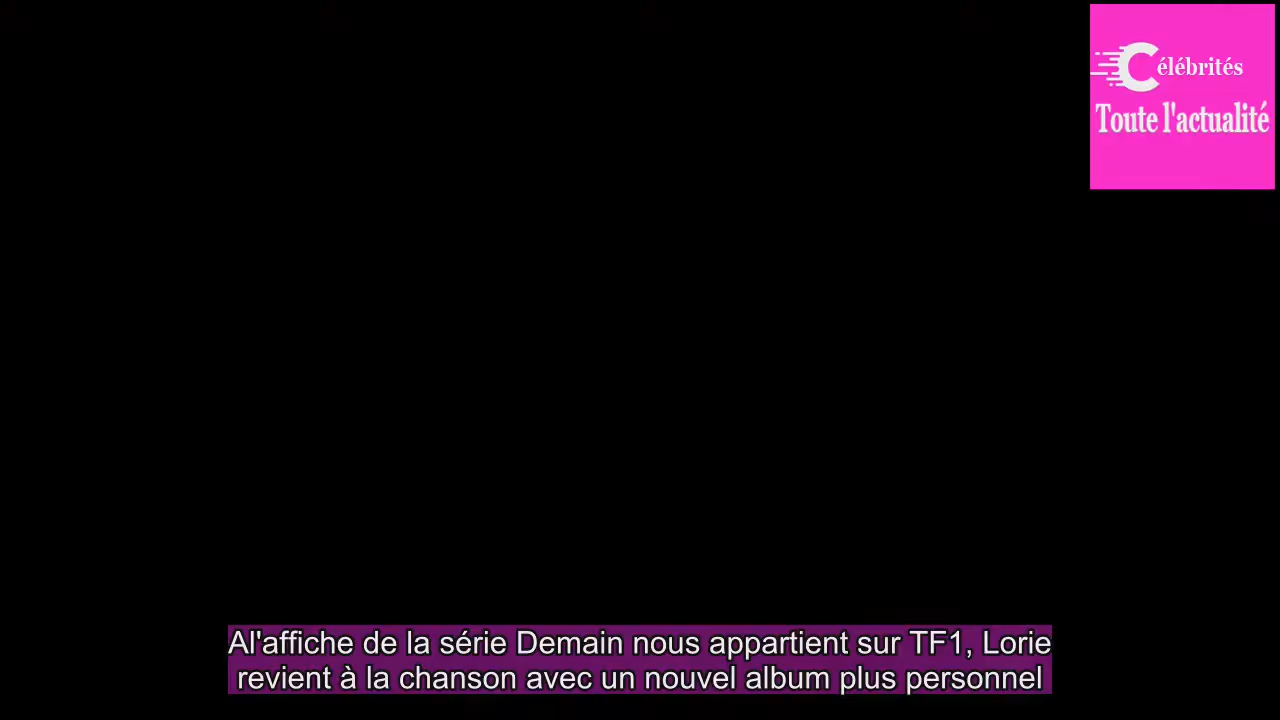 Célébrités
Toute l'actualité
Al'affiche de la série Demain nous appartient sur TF1, Lorie
revient à la chanson avec un nouvel album plus personnel